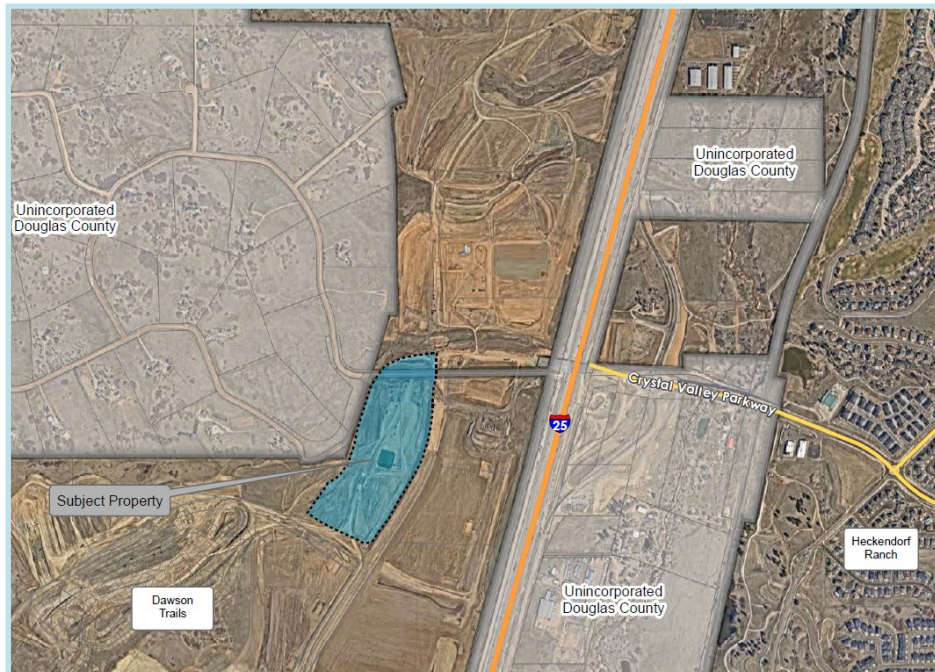 Unincorporated
Douglas County
Unincorporated
Douglas County
Crystal Valley Parkway
25
Subject Property
Heckendorf
Ranch
Dawson
Trails
Unincorporated
Douglas County